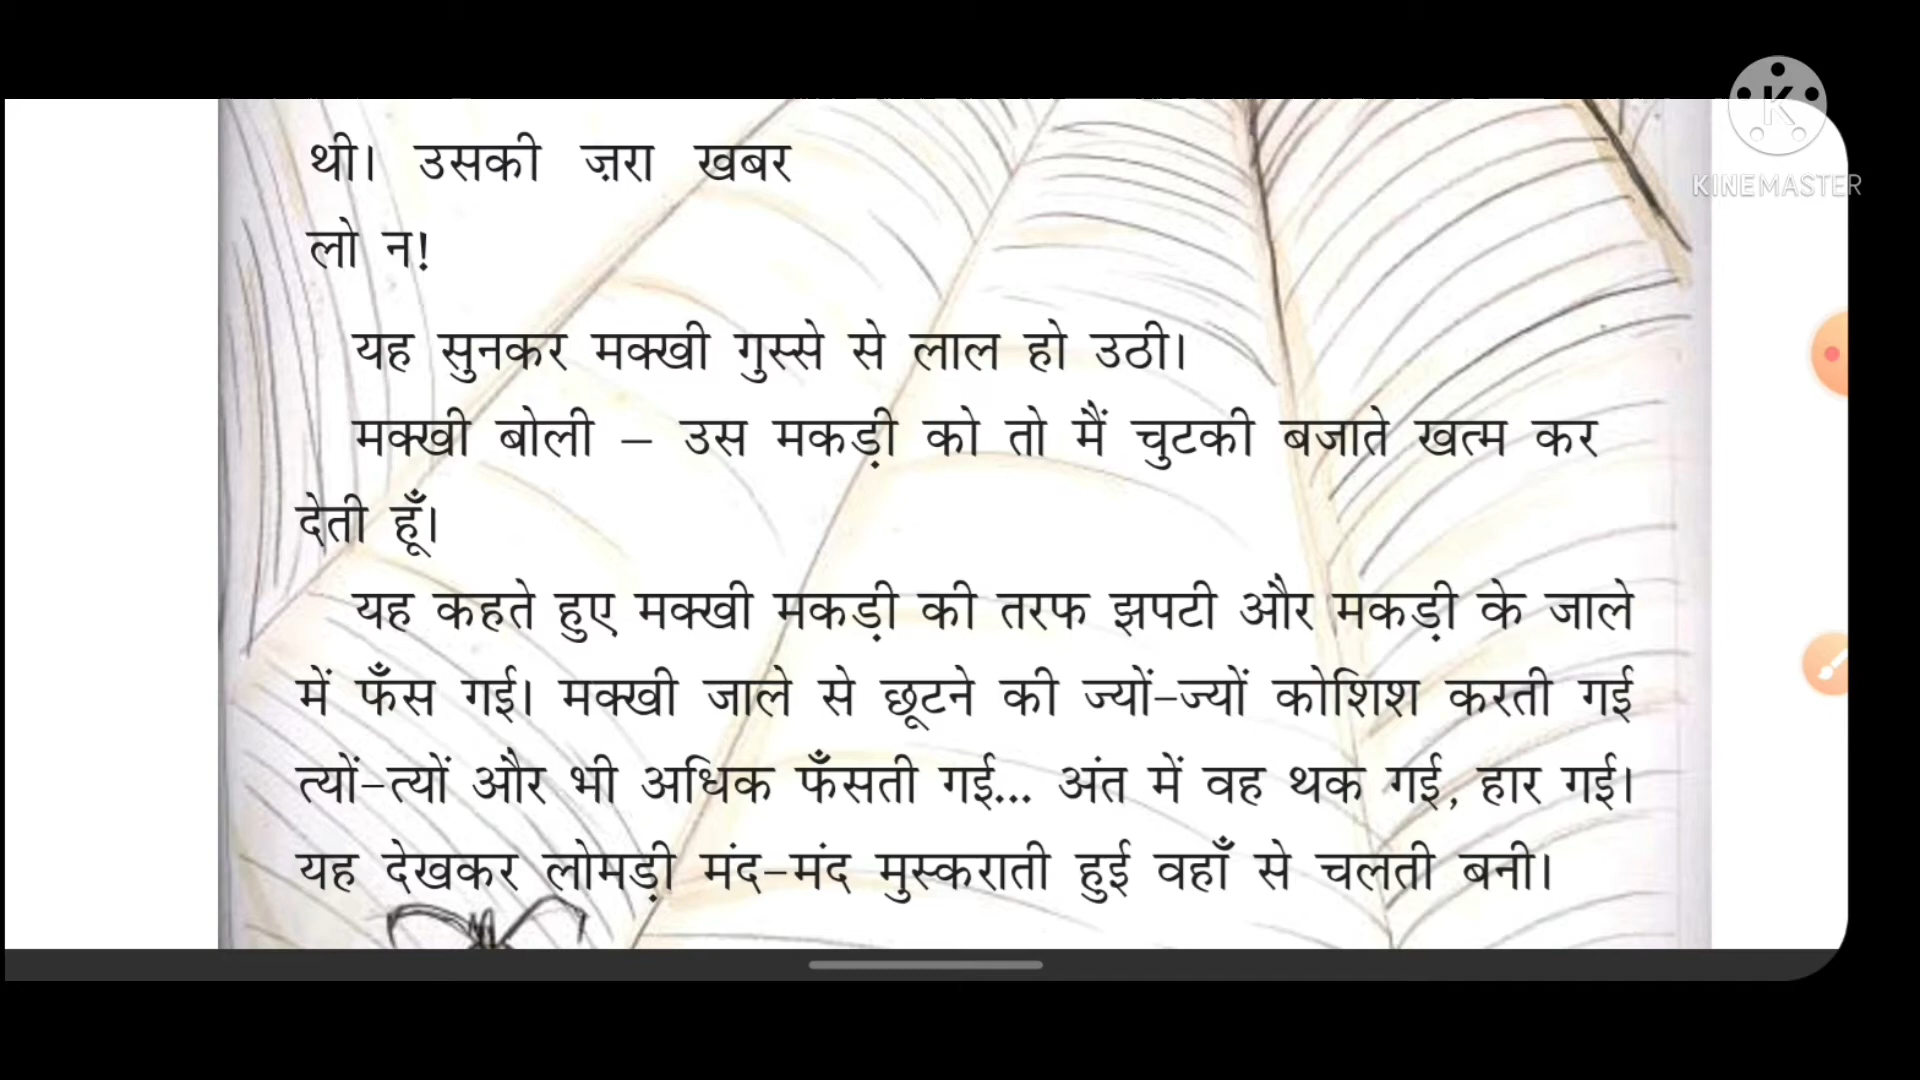 थी। उसकी ज़रा खबर
लो न!
यह सुनकर मक्खी गुस्से से लाल हो उठी।
मक्खी बोली – उस मकड़ी को तो मैं चुटकी बजाते खत्म कर
देती हूँ।
यह कहते हुए मक्खी मकड़ी की तरफ झपटी और मकड़ी के जाले
में फँस गई। मक्खी जाले से छूटने की ज्यों-ज्यों कोशिश करती गई
त्यों-त्यों और भी अधिक फँसती गई... अंत में वह थक गई, हार गई।
यह देखकर लोमड़ी मंद-मंद मुस्कराती हुई वहाँ से चलती बनी।
K
KINEMASTER